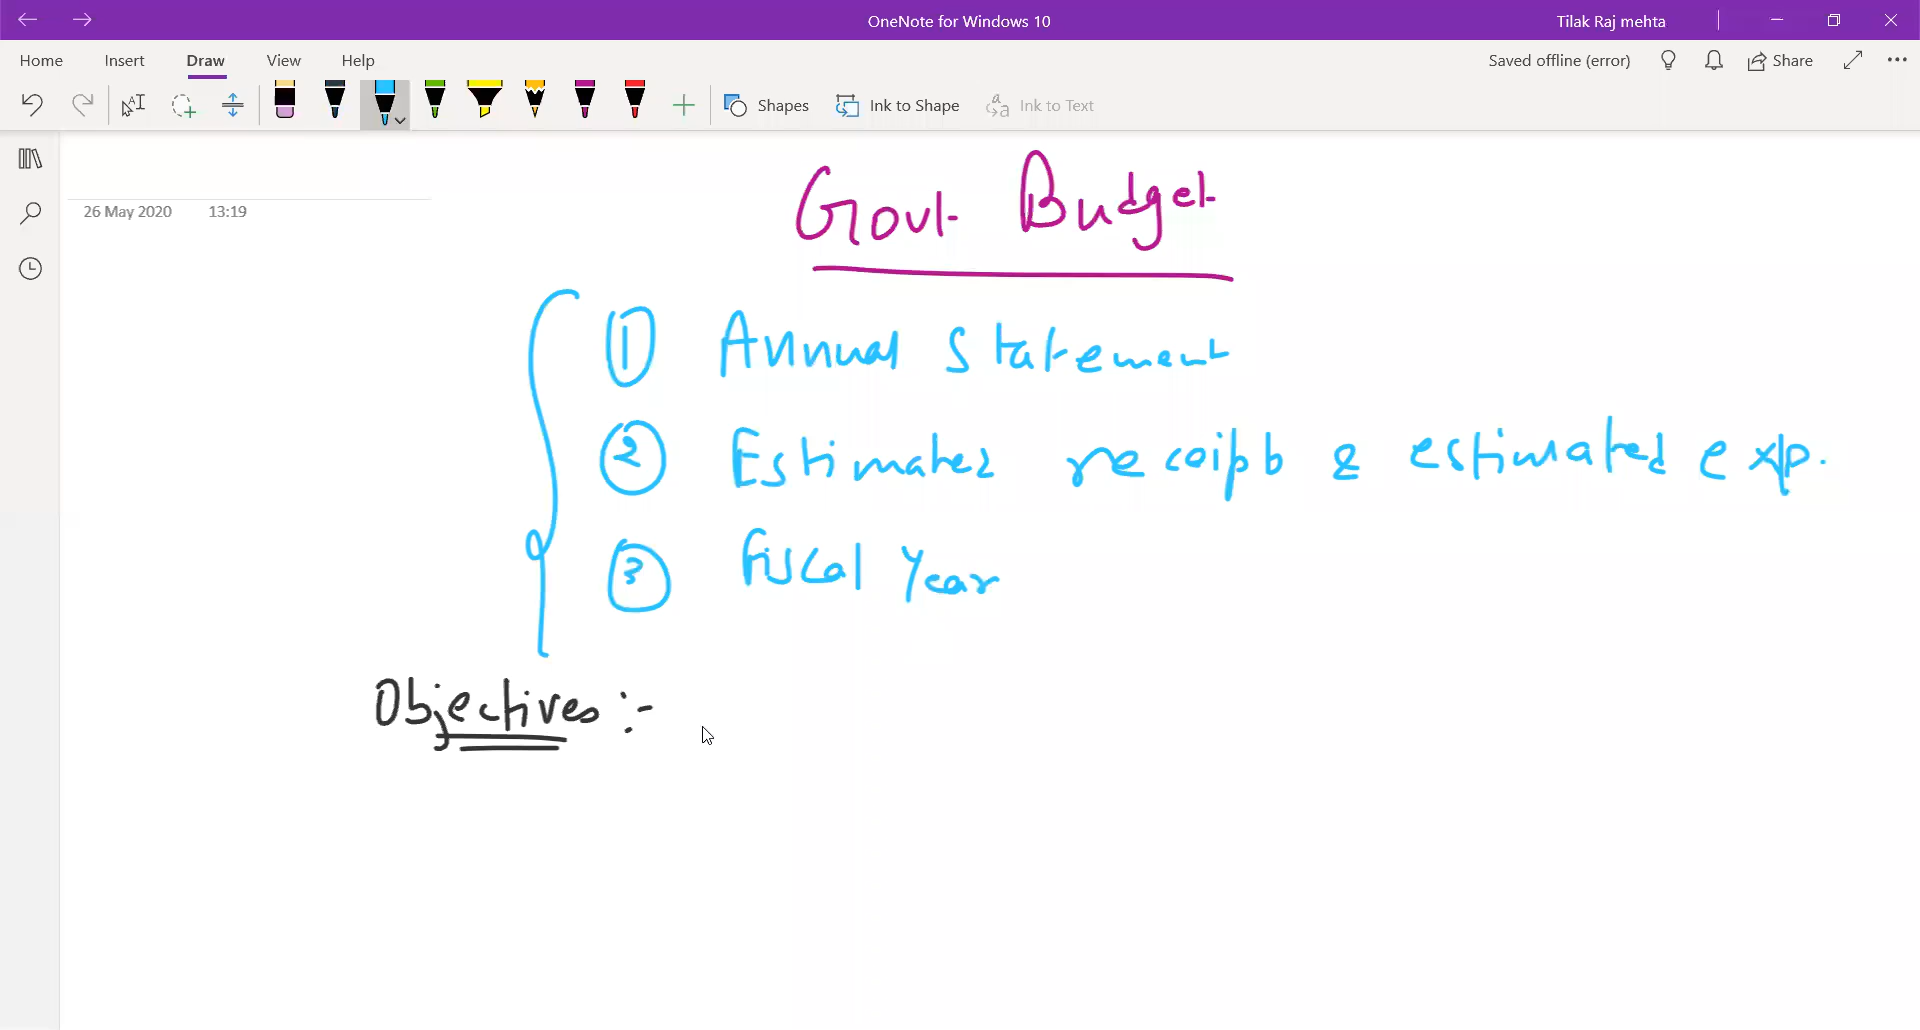 OneNote for Windows 10
Tilak Raj mehta
Home Insert Draw View Help
Saved offline (error) Share
Shapes Ink to Shape Ink to Text
26 May 2020 13:19
Govt Budget
1 Annual Statement
2 Estimated receipts & estimated exp.
3 Fiscal Year
Objectives :-